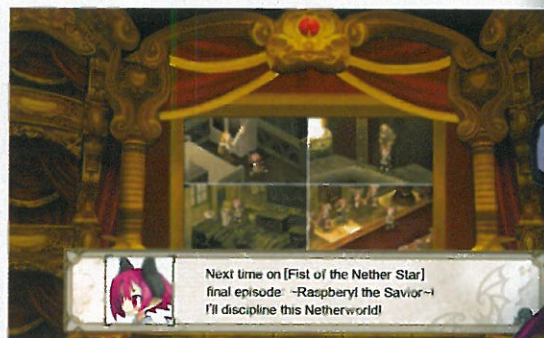 Next time on [Fist of the Nether Star]
final episode: ~Raspberyl the Savior~!
I'll discipline this Netherworld!